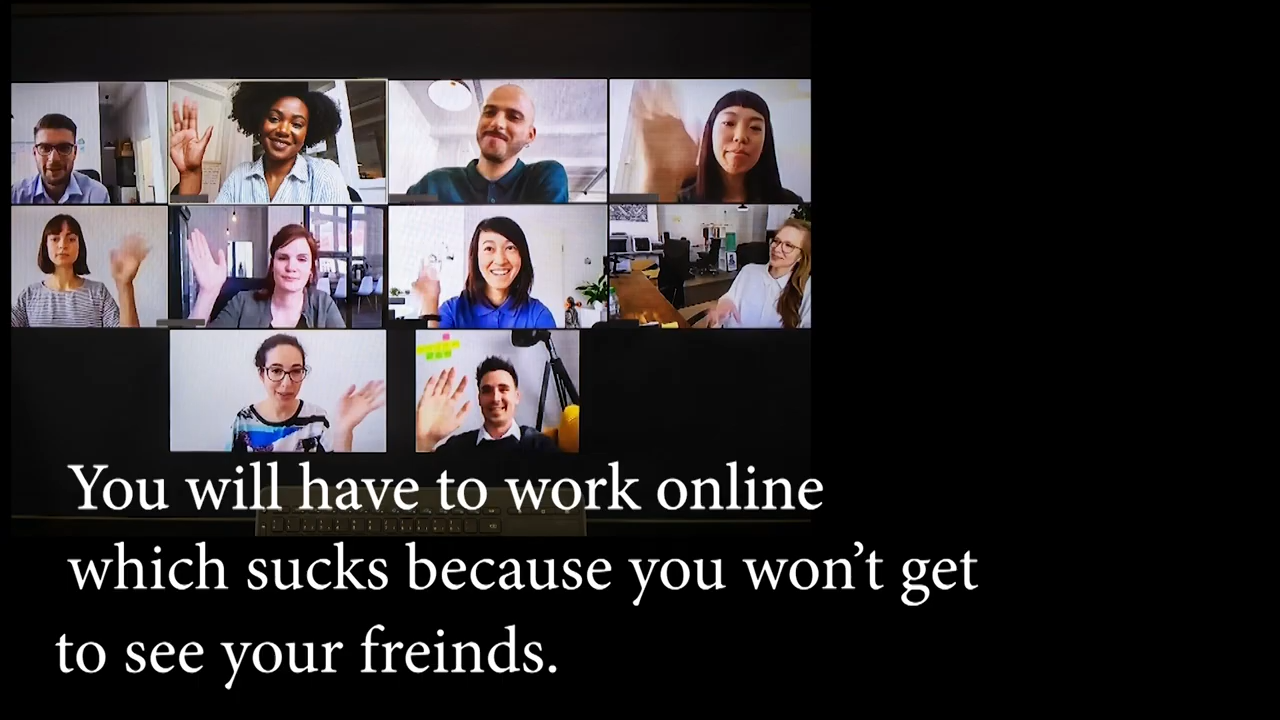 You will have to work online
which sucks because you won’t get
to see your freinds.